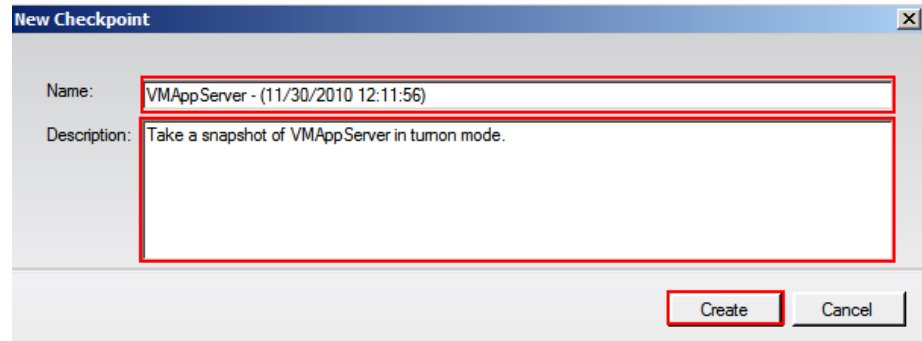 New Checkpoint
Name: VMAppServer - (11/30/2010 12:11:56)
Description: Take a snapshot of VMAppServer in turnon mode.
Create Cancel